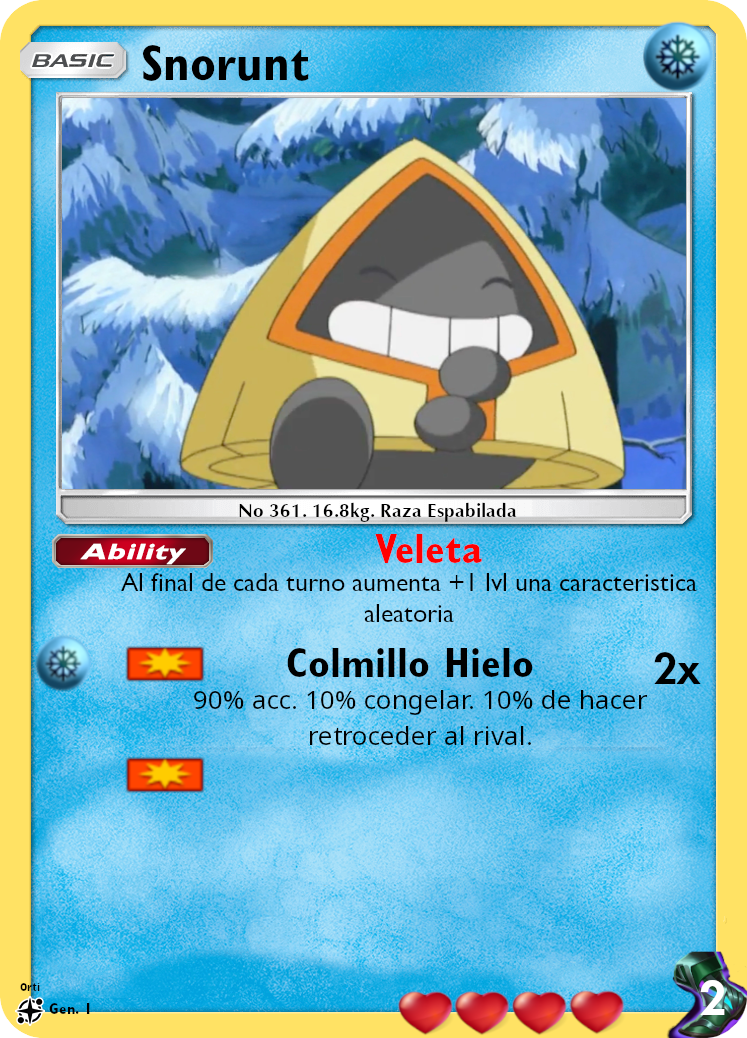 BASIC Snorunt
No 361. 16.8kg. Raza Espabilada
Ability Veleta
Al final de cada turno aumenta +1 lvl una caracteristica
aleatoria
Colmillo Hielo 2x
90% acc. 10% congelar. 10% de hacer
retroceder al rival.
Orti
Gen. 1
2